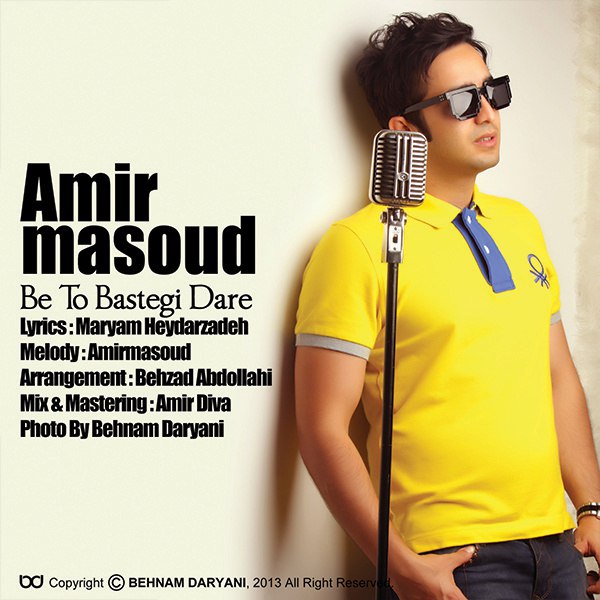 Amir
masoud
Be To Bastegi Dare
Lyrics : Maryam Heydarzadeh
Melody : Amirmasoud
Arrangement : Behzad Abdollahi
Mix & Mastering : Amir Diva
Photo By Behnam Daryani
bd Copyright © BEHNAM DARYANI, 2013 All Right Reserved.